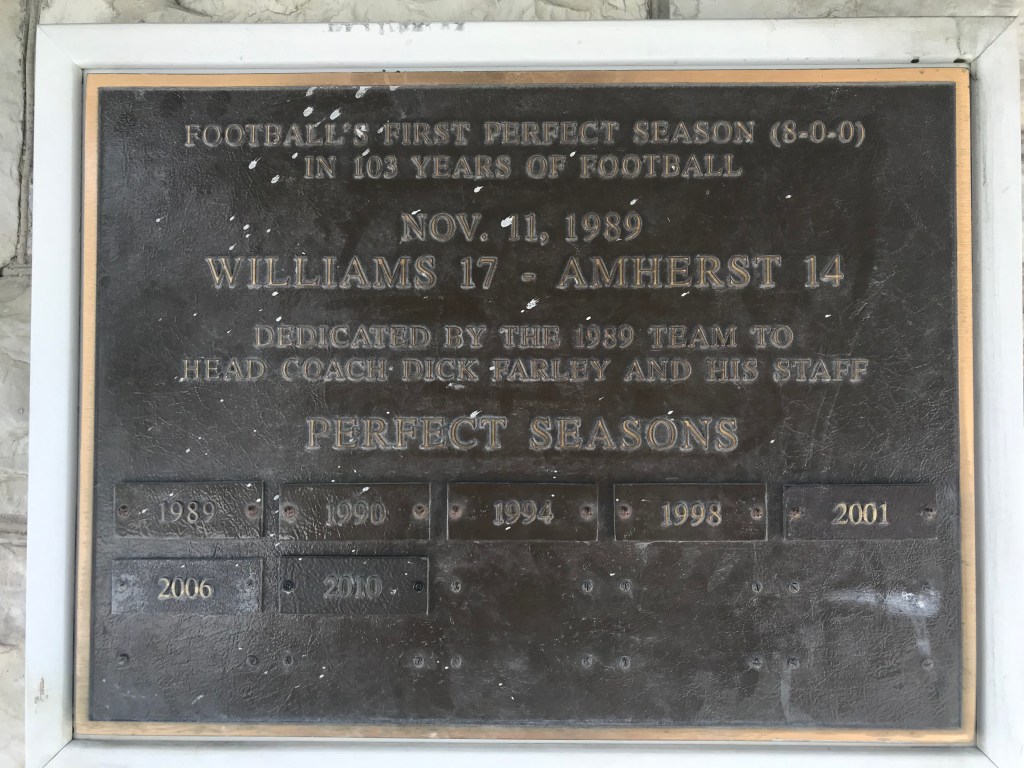 FOOTBALL'S FIRST PERFECT SEASON (8-0-0)
IN 103 YEARS OF FOOTBALL
NOV. 11, 1989
WILLIAMS 17 - AMHERST 14
DEDICATED BY THE 1989 TEAM TO
HEAD COACH DICK FARLEY AND HIS STAFF
PERFECT SEASONS
1989 1990 1994 1998 2001
2006 2010